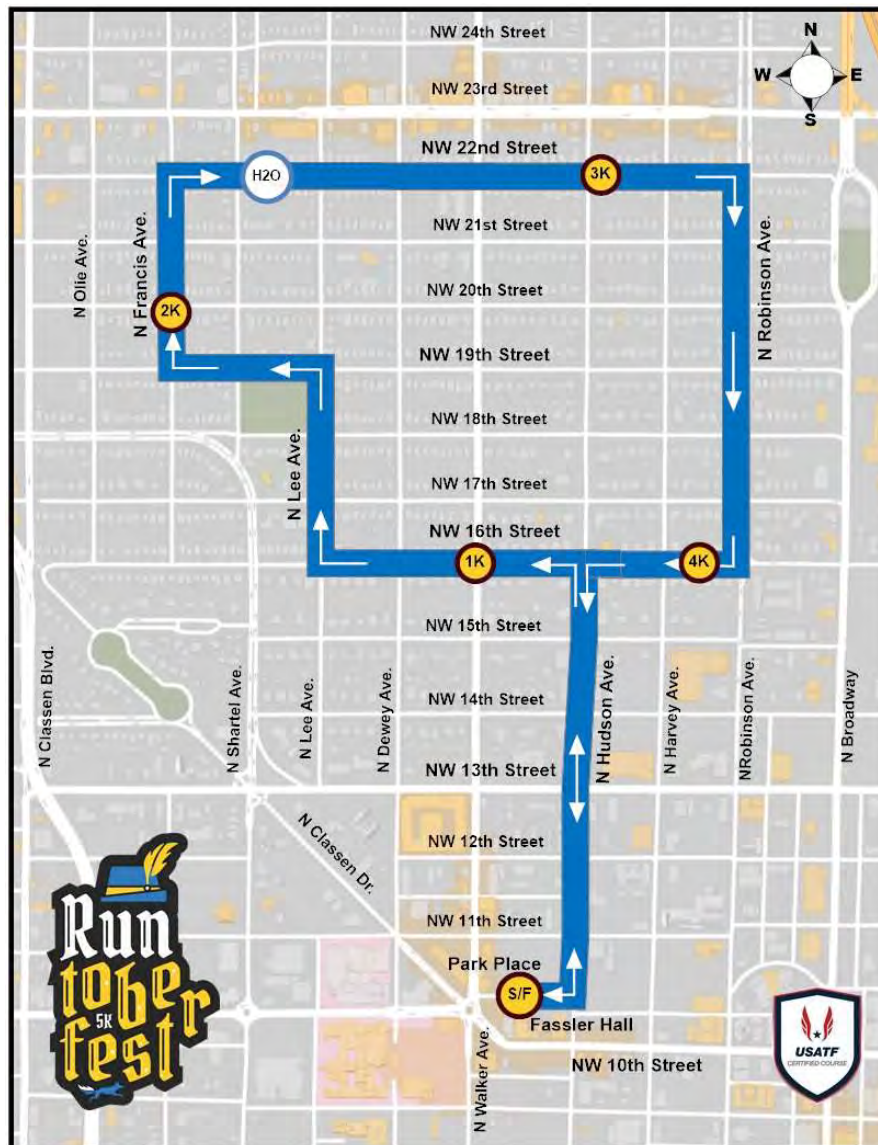 NW 24th Street
N
W
E
S
NW 23rd Street
NW 22nd Street
H2O
3K
NW 21st Street
N Olie Ave.
N Francis Ave.
N Robinson Ave.
NW 20th Street
2K
NW 19th Street
NW 18th Street
N Lee Ave.
NW 17th Street
NW 16th Street
1K
4K
NW 15th Street
N Classen Blvd.
N Shartel Ave.
N Lee Ave.
N Dewey Ave.
NW 14th Street
N Hudson Ave.
N Harvey Ave.
NRobinson Ave.
N Broadway
NW 13th Street
N Classen Dr.
NW 12th Street
NW 11th Street
Park Place
S/F
Fassler Hall
N Walker Ave.
NW 10th Street
Run
tober
5K
fest
USATF
CERTIFIED COURSE